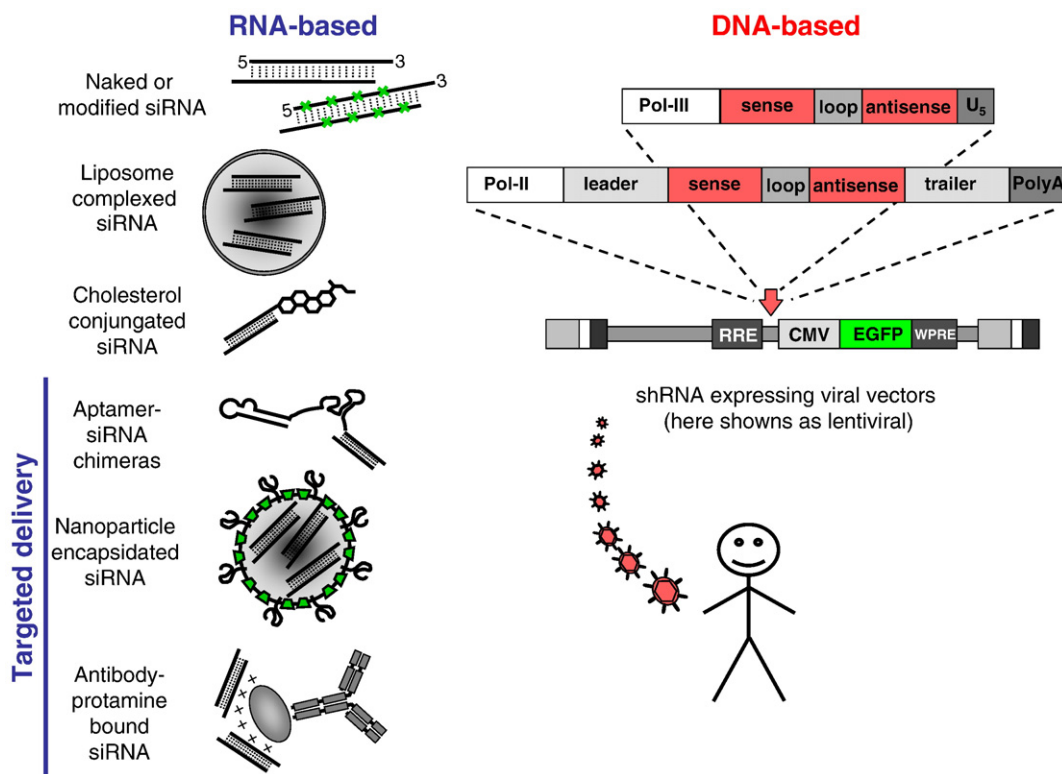 RNA-based
DNA-based
Naked or
modified siRNA
5 3
5 3
Liposome
complexed
siRNA
Cholesterol
conjungated
siRNA
Targeted delivery
Aptamer-
siRNA
chimeras
Nanoparticle
encapsidated
siRNA
Antibody-
protamine
bound
siRNA
Pol-III sense loop antisense U5
Pol-II leader sense loop antisense trailer PolyA
RRE CMV EGFP WPRE
shRNA expressing viral vectors
(here showns as lentiviral)